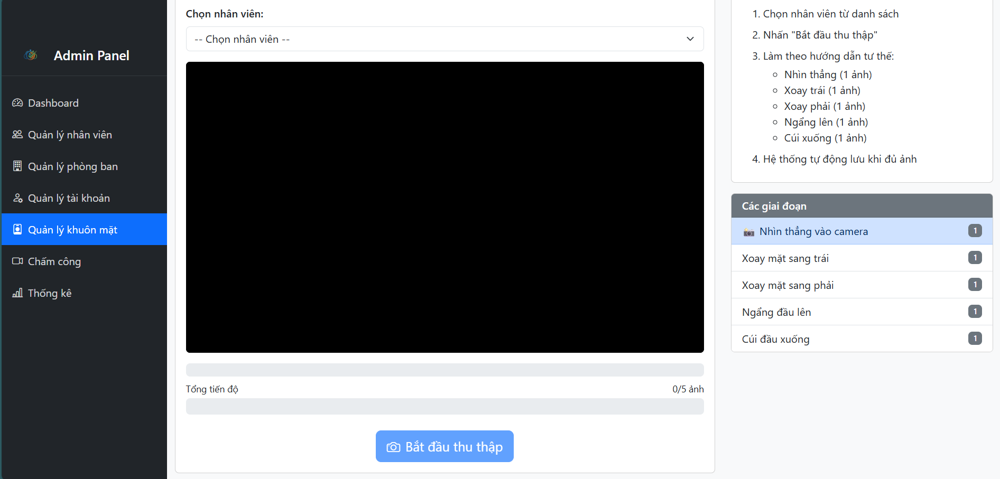 Admin Panel
Dashboard
Quản lý nhân viên
Quản lý phòng ban
Quản lý tài khoản
Quản lý khuôn mặt
Chấm công
Thống kê
Chọn nhân viên:
-- Chọn nhân viên --
Tổng tiến độ
0/5 ảnh
Bắt đầu thu thập
1. Chọn nhân viên từ danh sách
2. Nhấn "Bắt đầu thu thập"
3. Làm theo hướng dẫn tư thế:
Nhìn thẳng (1 ảnh)
Xoay trái (1 ảnh)
Xoay phải (1 ảnh)
Ngẩng lên (1 ảnh)
Cúi xuống (1 ảnh)
4. Hệ thống tự động lưu khi đủ ảnh
Các giai đoạn
Nhìn thẳng vào camera 1
Xoay mặt sang trái 1
Xoay mặt sang phải 1
Ngẩng đầu lên 1
Cúi đầu xuống 1